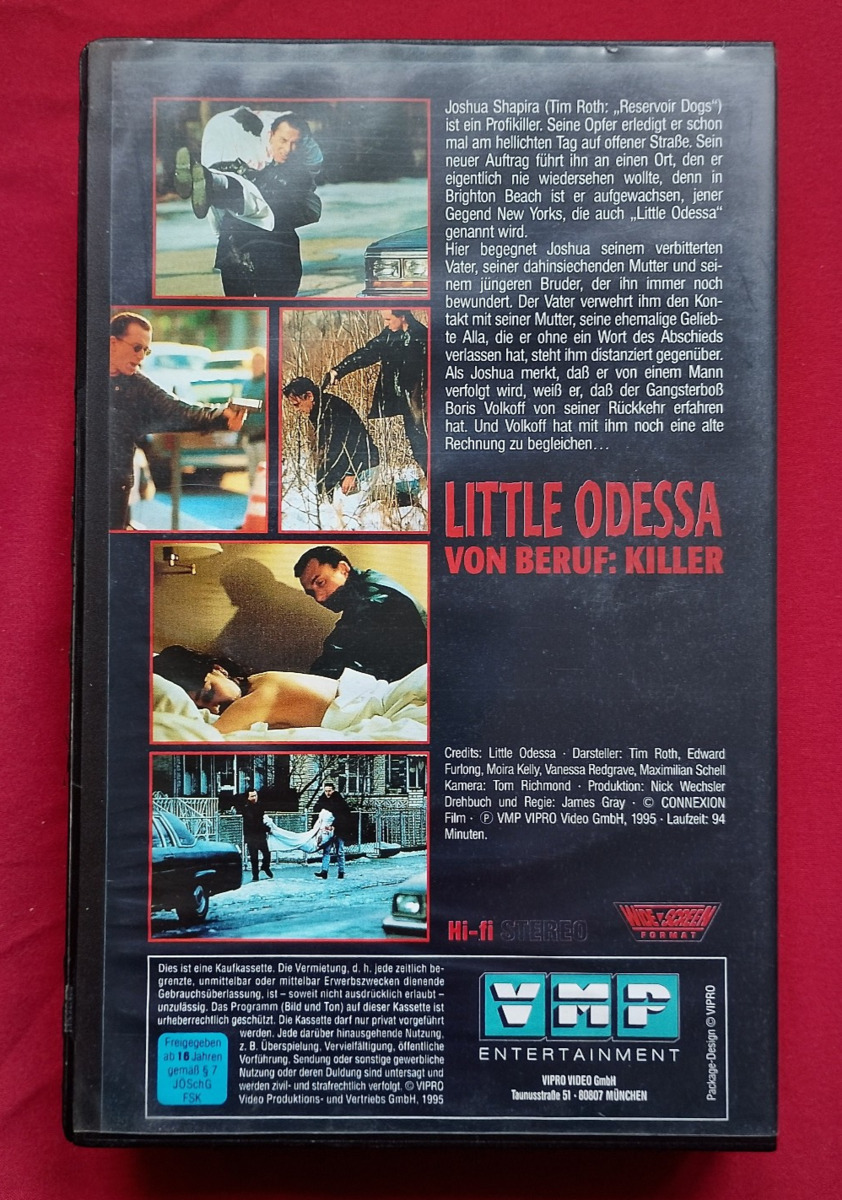 Joshua Shapira (Tim Roth: „Reservoir Dogs“)
ist ein Profikiller. Seine Opfer erledigt er schon
mal am hellichten Tag auf offener Straße. Sein
neuer Auftrag führt ihn an einen Ort, den er
eigentlich nie wiedersehen wollte, denn in
Brighton Beach ist er aufgewachsen, jener
Gegend New Yorks, die auch „Little Odessa“
genannt wird.
Hier begegnet Joshua seinem verbitterten
Vater, seiner dahinsiechenden Mutter und sei-
nem jüngeren Bruder, der ihn immer noch
bewundert. Der Vater verwehrt ihm den Kon-
takt mit seiner Mutter, seine ehemalige Gelieb-
te Alla, die er ohne ein Wort des Abschieds
verlassen hat, steht ihm distanziert gegenüber.
Als Joshua merkt, daß er von einem Mann
verfolgt wird, weiß er, daß der Gangsterboß
Boris Volkoff von seiner Rückkehr erfahren
hat. Und Volkoff hat mit ihm noch eine alte
Rechnung zu begleichen...
LITTLE ODESSA
VON BERUF: KILLER
Credits: Little Odessa · Darsteller: Tim Roth, Edward
Furlong, Moira Kelly, Vanessa Redgrave, Maximilian Schell
Kamera: Tom Richmond · Produktion: Nick Wechsler
Drehbuch und Regie: James Gray · © CONNEXION
Film · Ⓟ VMP VIPRO Video GmbH, 1995 · Laufzeit: 94
Minuten.
Hi-fi STEREO
WIDE SCREEN
FORMAT
Dies ist eine Kaufkassette. Die Vermietung, d. h. jede zeitlich be-
grenzte, unmittelbar oder mittelbar Erwerbszwecken dienende
Gebrauchsüberlassung, ist – soweit nicht ausdrücklich erlaubt –
unzulässig. Das Programm (Bild und Ton) auf dieser Kassette ist
urheberrechtlich geschützt. Die Kassette darf nur privat vorgeführt
werden. Jede darüber hinausgehende Nutzung,
z. B. Überspielung, Vervielfältigung, öffentliche
Vorführung, Sendung oder sonstige gewerbliche
Nutzung oder deren Duldung sind untersagt und
werden zivil- und strafrechtlich verfolgt. © VIPRO
Video Produktions- und Vertriebs GmbH, 1995
Freigegeben
ab 16 Jahren
gemäß § 7
JÖSchG
FSK
VMP
ENTERTAINMENT
VIPRO VIDEO GmbH
Taunusstraße 51 · 80807 MÜNCHEN
Package-Design © VIPRO